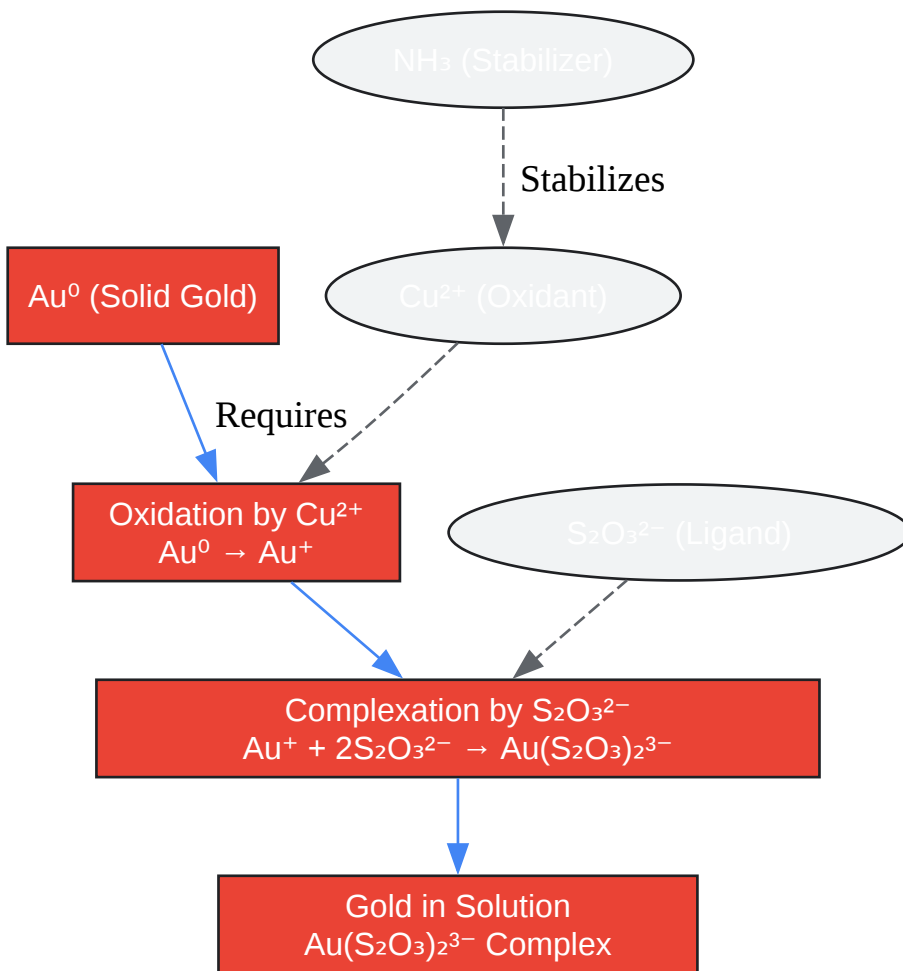 NH₃ (Stabilizer)
Stabilizes
Au⁰ (Solid Gold)
Cu²⁺ (Oxidant)
Requires
Oxidation by Cu²⁺
Au⁰ → Au⁺
S₂O₃²⁻ (Ligand)
Complexation by S₂O₃²⁻
Au⁺ + 2S₂O₃²⁻ → Au(S₂O₃)₂³⁻
Gold in Solution
Au(S₂O₃)₂³⁻ Complex